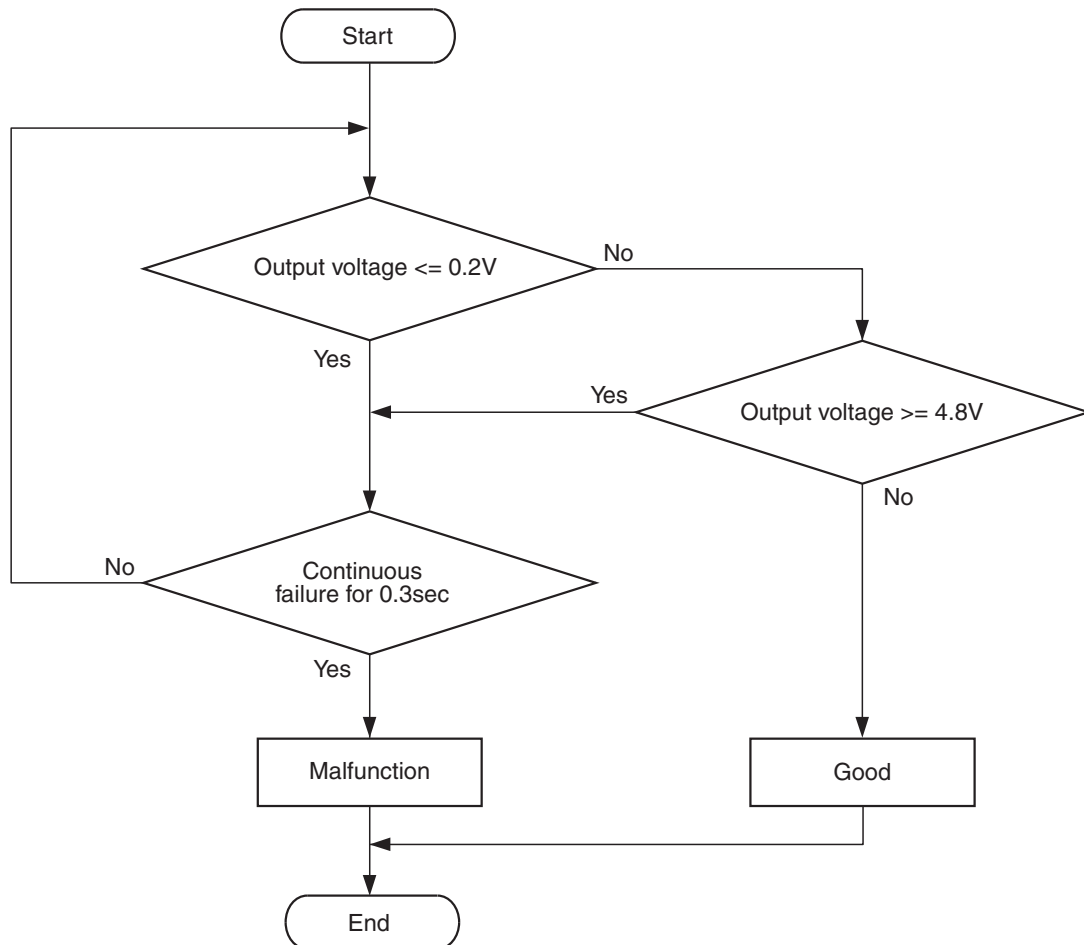 Start
Output voltage <= 0.2V
No
Yes
Yes
Output voltage >= 4.8V
No
No
Continuous
failure for 0.3sec
Yes
Malfunction
Good
End